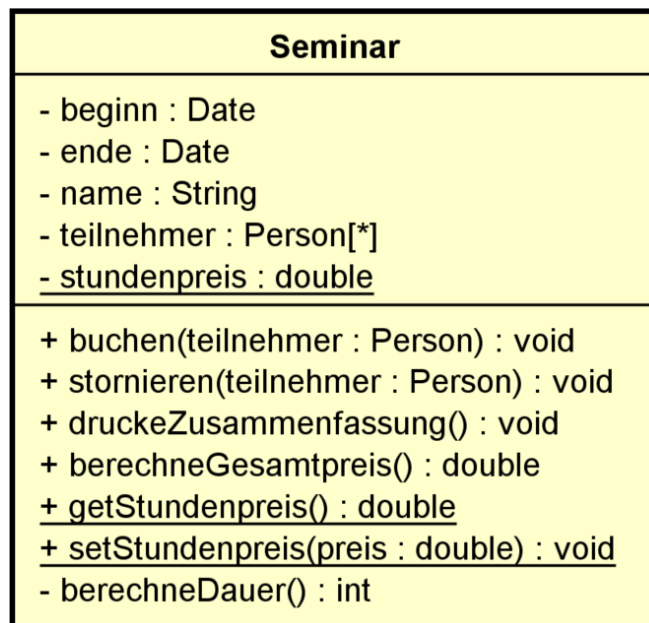 Seminar
- beginn : Date
- ende : Date
- name : String
- teilnehmer : Person[*]
- stundenpreis : double
+ buchen(teilnehmer : Person) : void
+ stornieren(teilnehmer : Person) : void
+ druckeZusammenfassung() : void
+ berechneGesamtpreis() : double
+ getStundenpreis() : double
+ setStundenpreis(preis : double) : void
- berechneDauer() : int